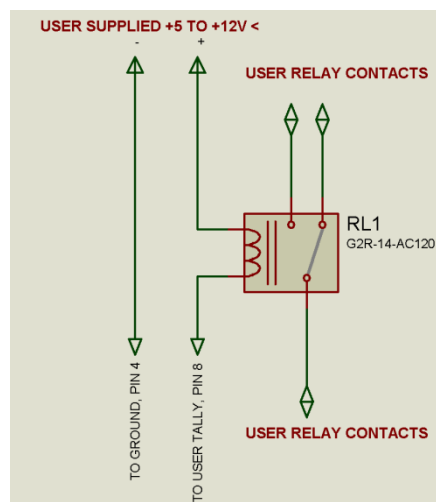 USER SUPPLIED +5 TO +12V <
- +
USER RELAY CONTACTS
RL1
G2R-14-AC120
TO GROUND, PIN 4
TO USER TALLY, PIN 8
USER RELAY CONTACTS